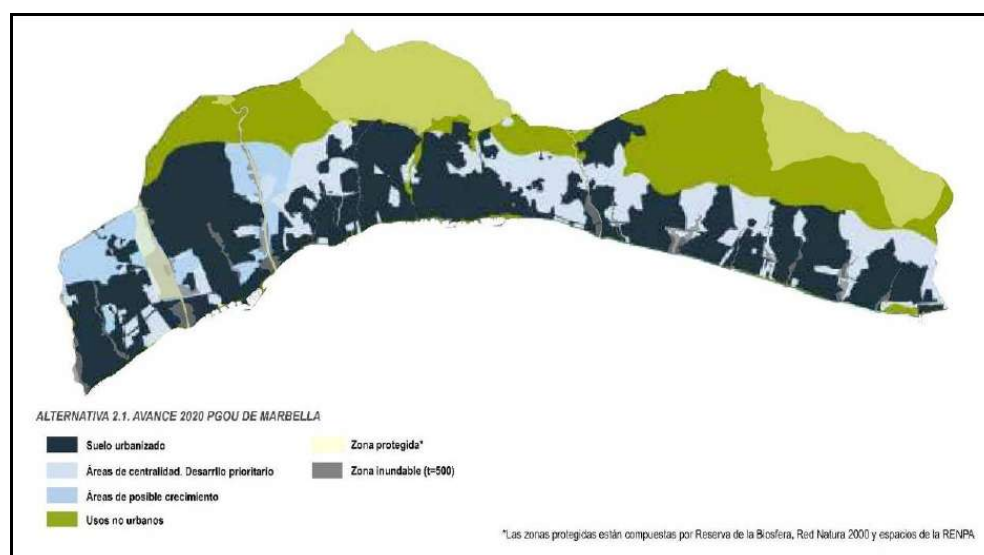 ALTERNATIVA 2.1. AVANCE 2020 PGOU DE MARBELLA
Suelo urbanizado
Áreas de centralidad. Desarrllo prioritario
Áreas de posible crecimiento
Usos no urbanos
Zona protegida*
Zona inundable (t=500)
*Las zonas protegidas están compuestas por Reserva de la Biosfera, Red Natura 2000 y espacios de la RENPA